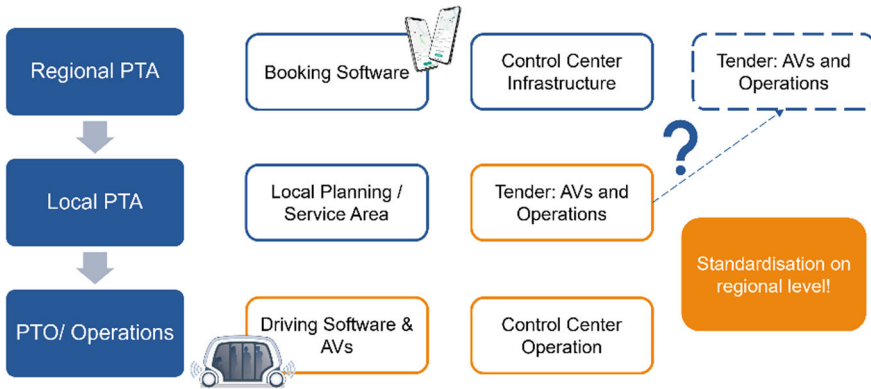 Regional PTA
Booking Software
Control Center
Infrastructure
Tender: AVs and
Operations
?
Local PTA
Local Planning /
Service Area
Tender: AVs and
Operations
Standardisation on
regional level!
PTO/ Operations
Driving Software &
AVs
Control Center
Operation